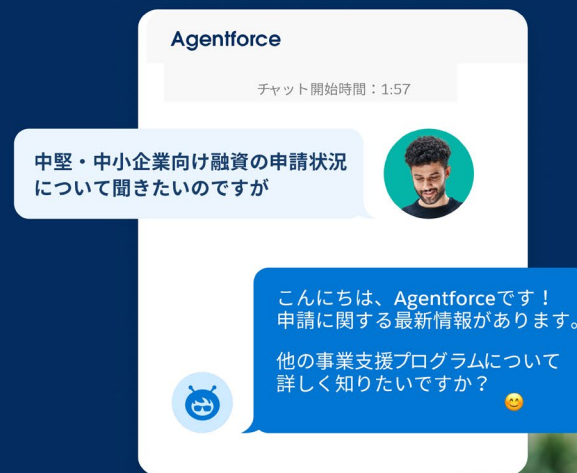 Agentforce
チャット開始時間：1:57
中堅・中小企業向け融資の申請状況
について聞きたいのですが
こんにちは、Agentforceです！
申請に関する最新情報があります。
他の事業支援プログラムについて
詳しく知りたいですか？
😊